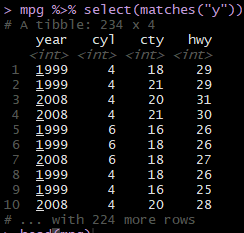 > mpg %>% select(matches("y"))
# A tibble: 234 x 4
year cyl cty hwy
<int> <int> <int> <int>
1 1999 4 18 29
2 1999 4 21 29
3 2008 4 20 31
4 2008 4 21 30
5 1999 6 16 26
6 1999 6 18 26
7 2008 6 18 27
8 1999 4 18 26
9 1999 4 16 25
10 2008 4 20 28
# ... with 224 more rows